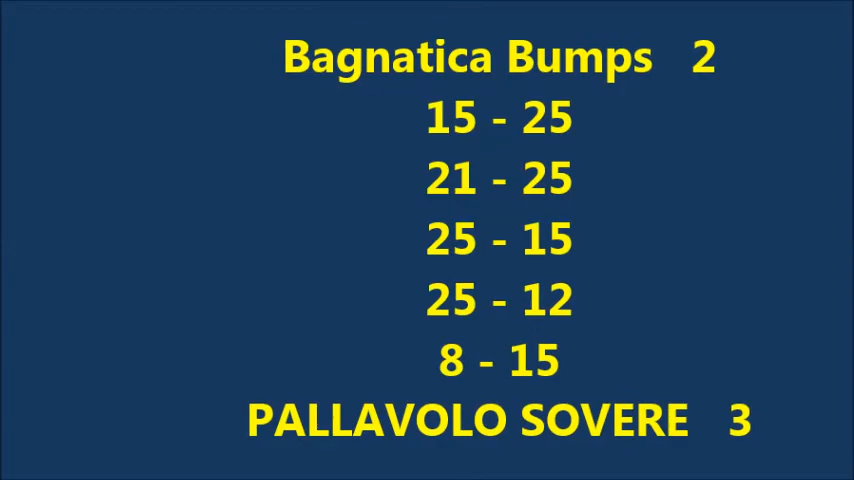 Bagnatica Bumps 2
15 - 25
21 - 25
25 - 15
25 - 12
8 - 15
PALLAVOLO SOVERE 3